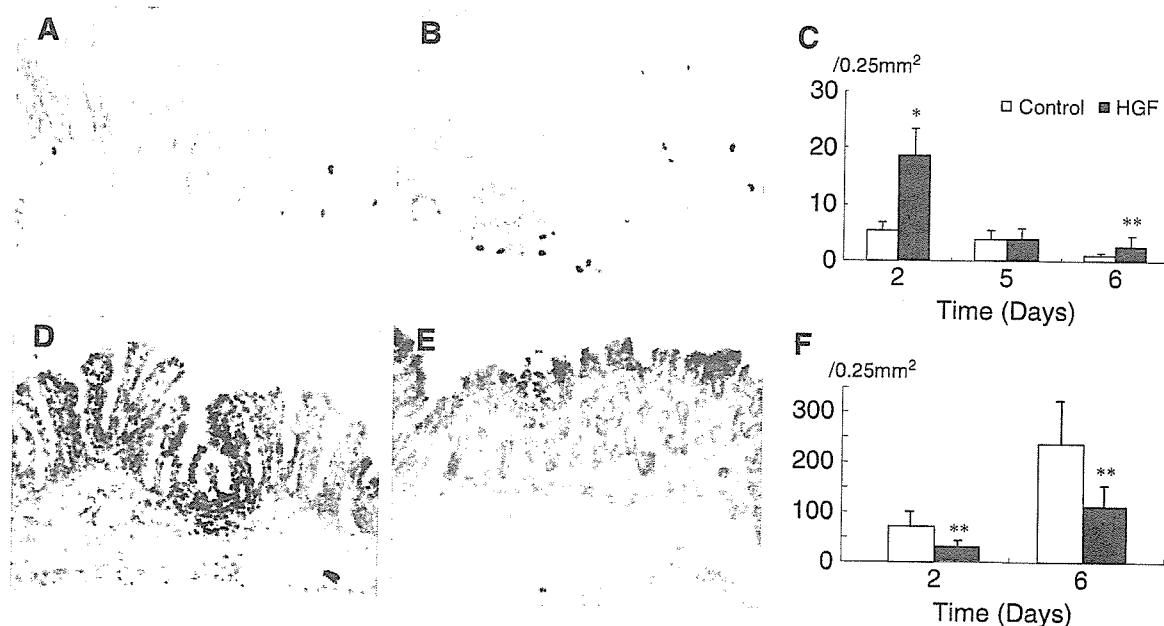 A
B
C
/0.25mm²
30
20
10
0
Control HGF
*
**
2 5 6
Time (Days)
D
E
F
/0.25mm²
300
200
100
0
**
**
2 6
Time (Days)